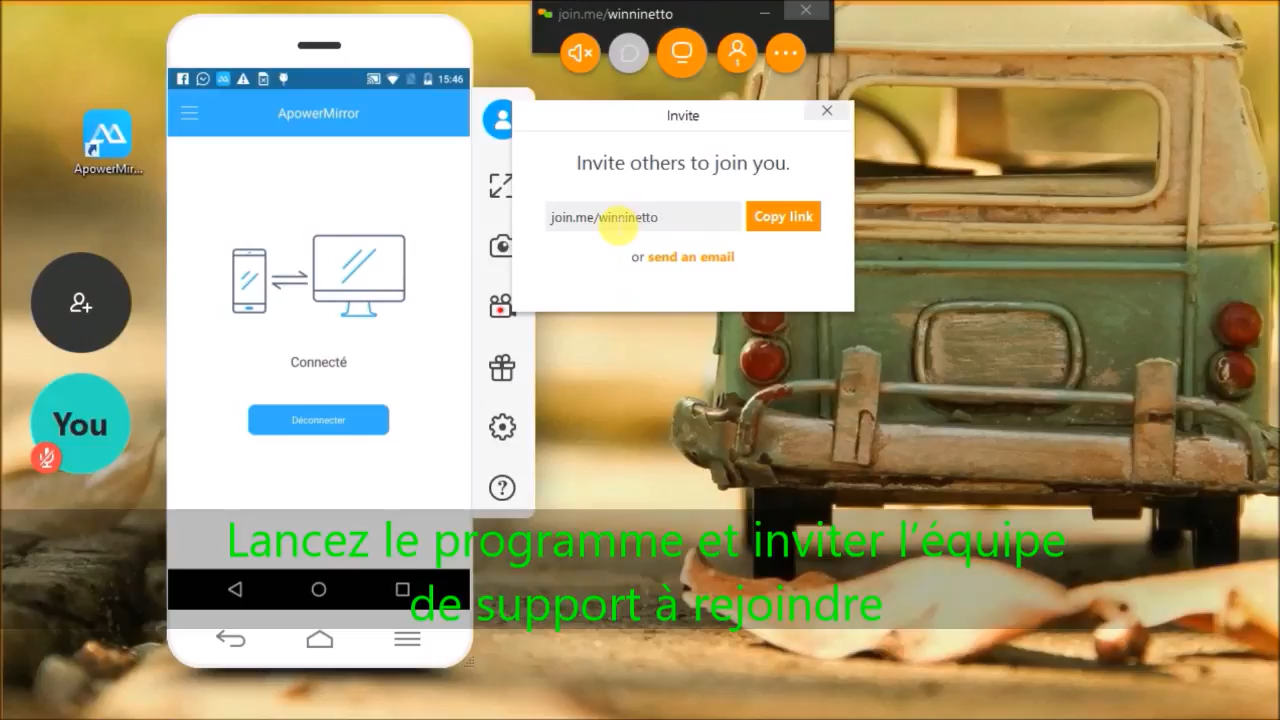 join.me/winninetto
15:46
ApowerMirror
Invite
Invite others to join you.
join.me/winninetto
Copy link
or send an email
ApowerMir...
Connecté
Déconnecter
You
Lancez le programme et inviter l’équipe
de support à rejoindre